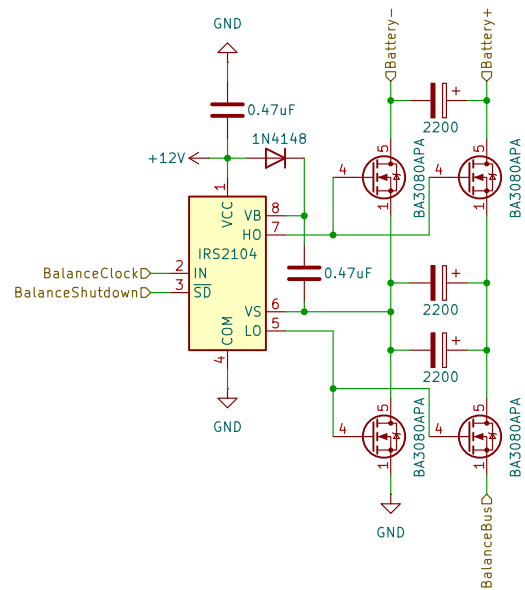 GND
Battery-
Battery+
0.47uF
+
2200
1N4148
+12V
1
VCC
5
4
1
BA3080APA
5
4
1
BA3080APA
VB 8
HO 7
IRS2104
BalanceClock 2 IN
BalanceShutdown 3 SD
0.47uF
+
2200
VS 6
LO 5
COM
4
+
2200
GND
5
4
1
BA3080APA
5
4
1
BA3080APA
GND
BalanceBus